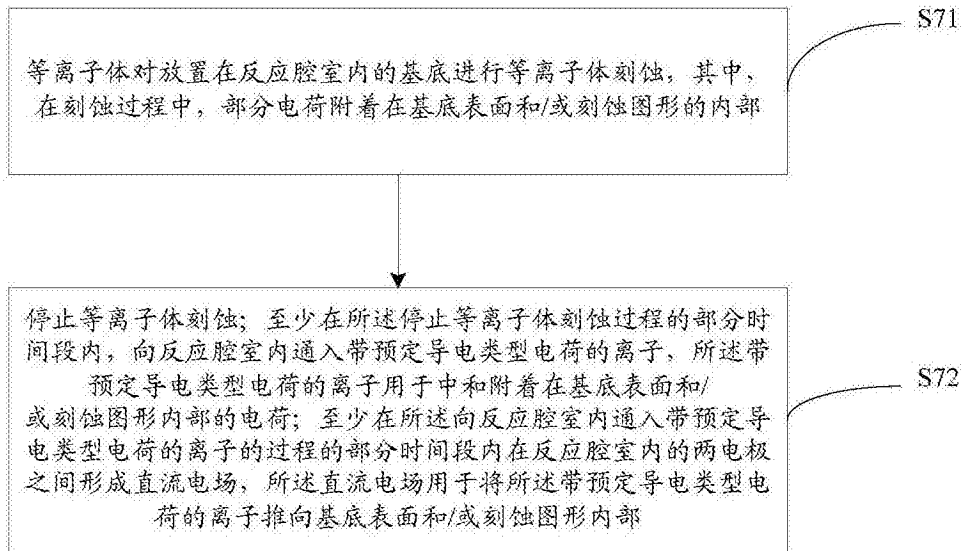 S71
等离子体对放置在反应腔室内的基底进行等离子体刻蚀，其中，
在刻蚀过程中，部分电荷附着在基底表面和/或刻蚀图形的内部
停止等离子体刻蚀；至少在所述停止等离子体刻蚀过程的部分时
间段内，向反应腔室内通入带预定导电类型电荷的离子，所述带
预定导电类型电荷的离子用于中和附着在基底表面和/
或刻蚀图形内部的电荷；至少在所述向反应腔室内通入带预定导
电类型电荷的离子的过程的部分时间段内在反应腔室内的两电极
之间形成直流电场，所述直流电场用于将所述带预定导电类型电
荷的离子推向基底表面和/或刻蚀图形内部
S72